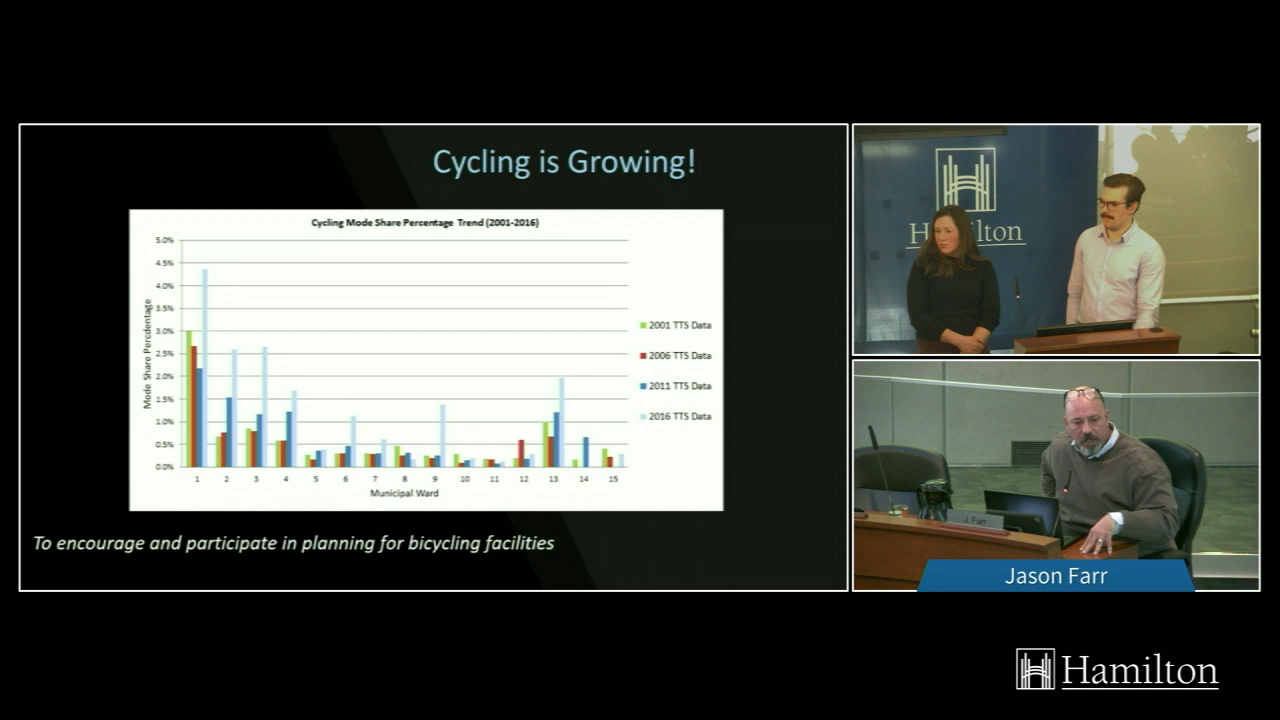 Cycling is Growing!
Cycling Mode Share Percentage Trend (2001-2016)
5.0%
4.5%
4.0%
3.5%
3.0%
2.5%
2.0%
1.5%
1.0%
0.5%
0.0%
Mode Share Percdentage
1 2 3 4 5 6 7 8 9 10 11 12 13 14 15
Municipal Ward
2001 TTS Data
2006 TTS Data
2011 TTS Data
2016 TTS Data
To encourage and participate in planning for bicycling facilities
Hamilton
J. Farr
Jason Farr
Hamilton